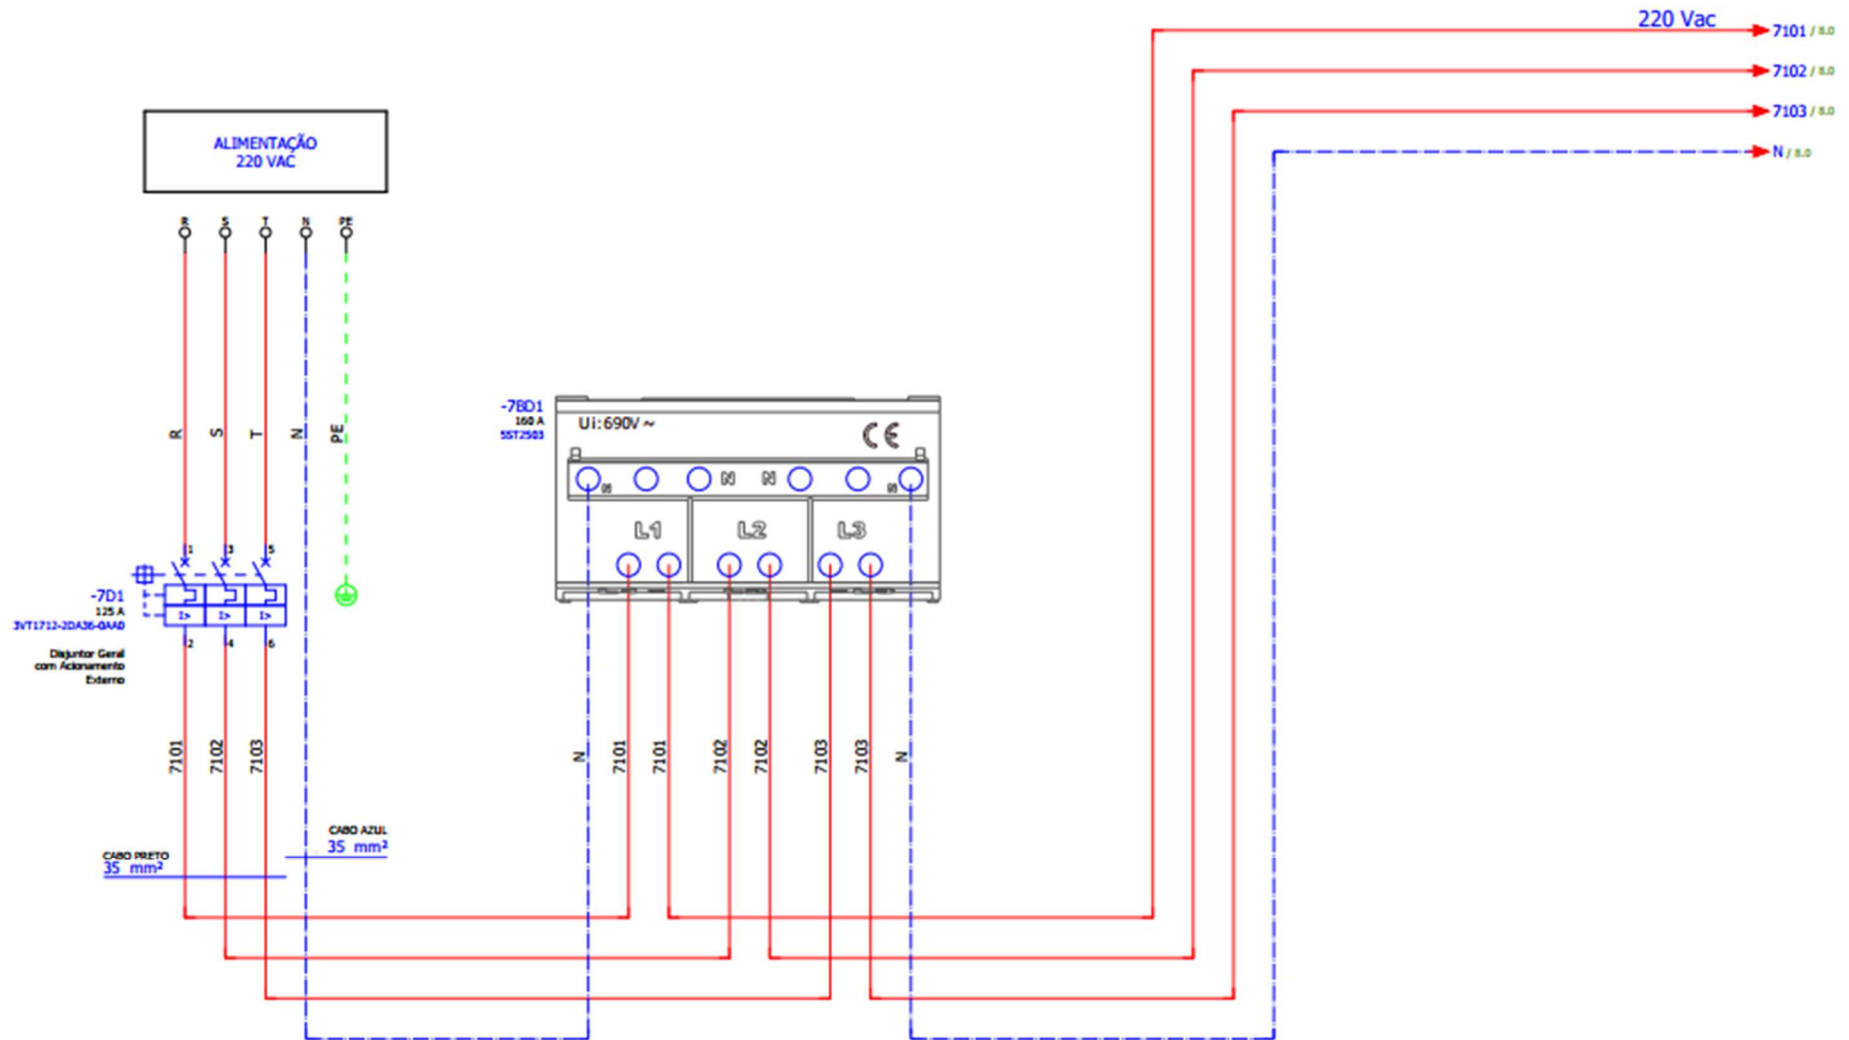 220 Vac
7101 / 8.0
7102 / 8.0
7103 / 8.0
N / 8.0
ALIMENTAÇÃO
220 VAC
R S T N PE
R S T N PE
-7BD1
160 A
5ST2503
Ui:690V~
CE
N N
L1 L2 L3
1 3 5
-7D1
125 A
3VT1712-2DA36-0AA0
I> I> I>
2 4 6
Disjuntor Geral
com Acionamento
Externo
7101 7102 7103
N 7101 7101 7102 7102 7103 7103 N
CABO AZUL
35 mm²
CABO PRETO
35 mm²